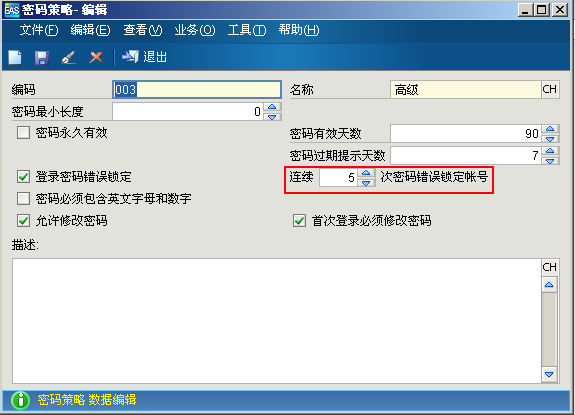 EAS 密码策略 - 编辑
文件(F) 编辑(E) 查看(V) 业务(O) 工具(T) 帮助(H)
退出
编码 003 名称 高级 CH
密码最小长度 0
密码永久有效 密码有效天数 90
密码过期提示天数 7
登录密码错误锁定 连续 5 次密码错误锁定帐号
密码必须包含英文字母和数字
允许修改密码 首次登录必须修改密码
描述:
CH
密码策略 数据编辑